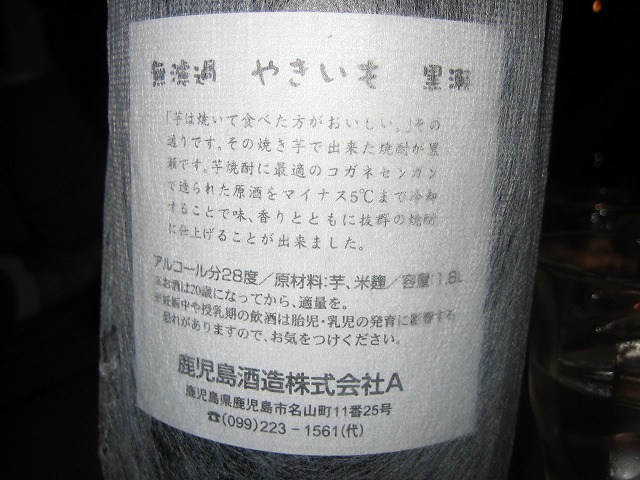 無濾過 やきいも 黒瀬
「芋は焼いて食べた方がおいしい。」その
通りです。その焼き芋で出来た焼酎が黒
瀬です。芋焼酎に最適のコガネセンガン
で造られた原酒をマイナス5℃まで冷却
することで味、香りとともに抜群の焼酎
に仕上げることが出来ました。
アルコール分28度/原材料:芋、米麹/容量1.8L
※お酒は20歳になってから、適量を。
※妊娠中や授乳期の飲酒は胎児・乳児の発育に影響する
恐れがありますので、お気をつけください。
鹿児島酒造株式会社A
鹿児島県鹿児島市名山町11番25号
☎(099)223-1561(代)